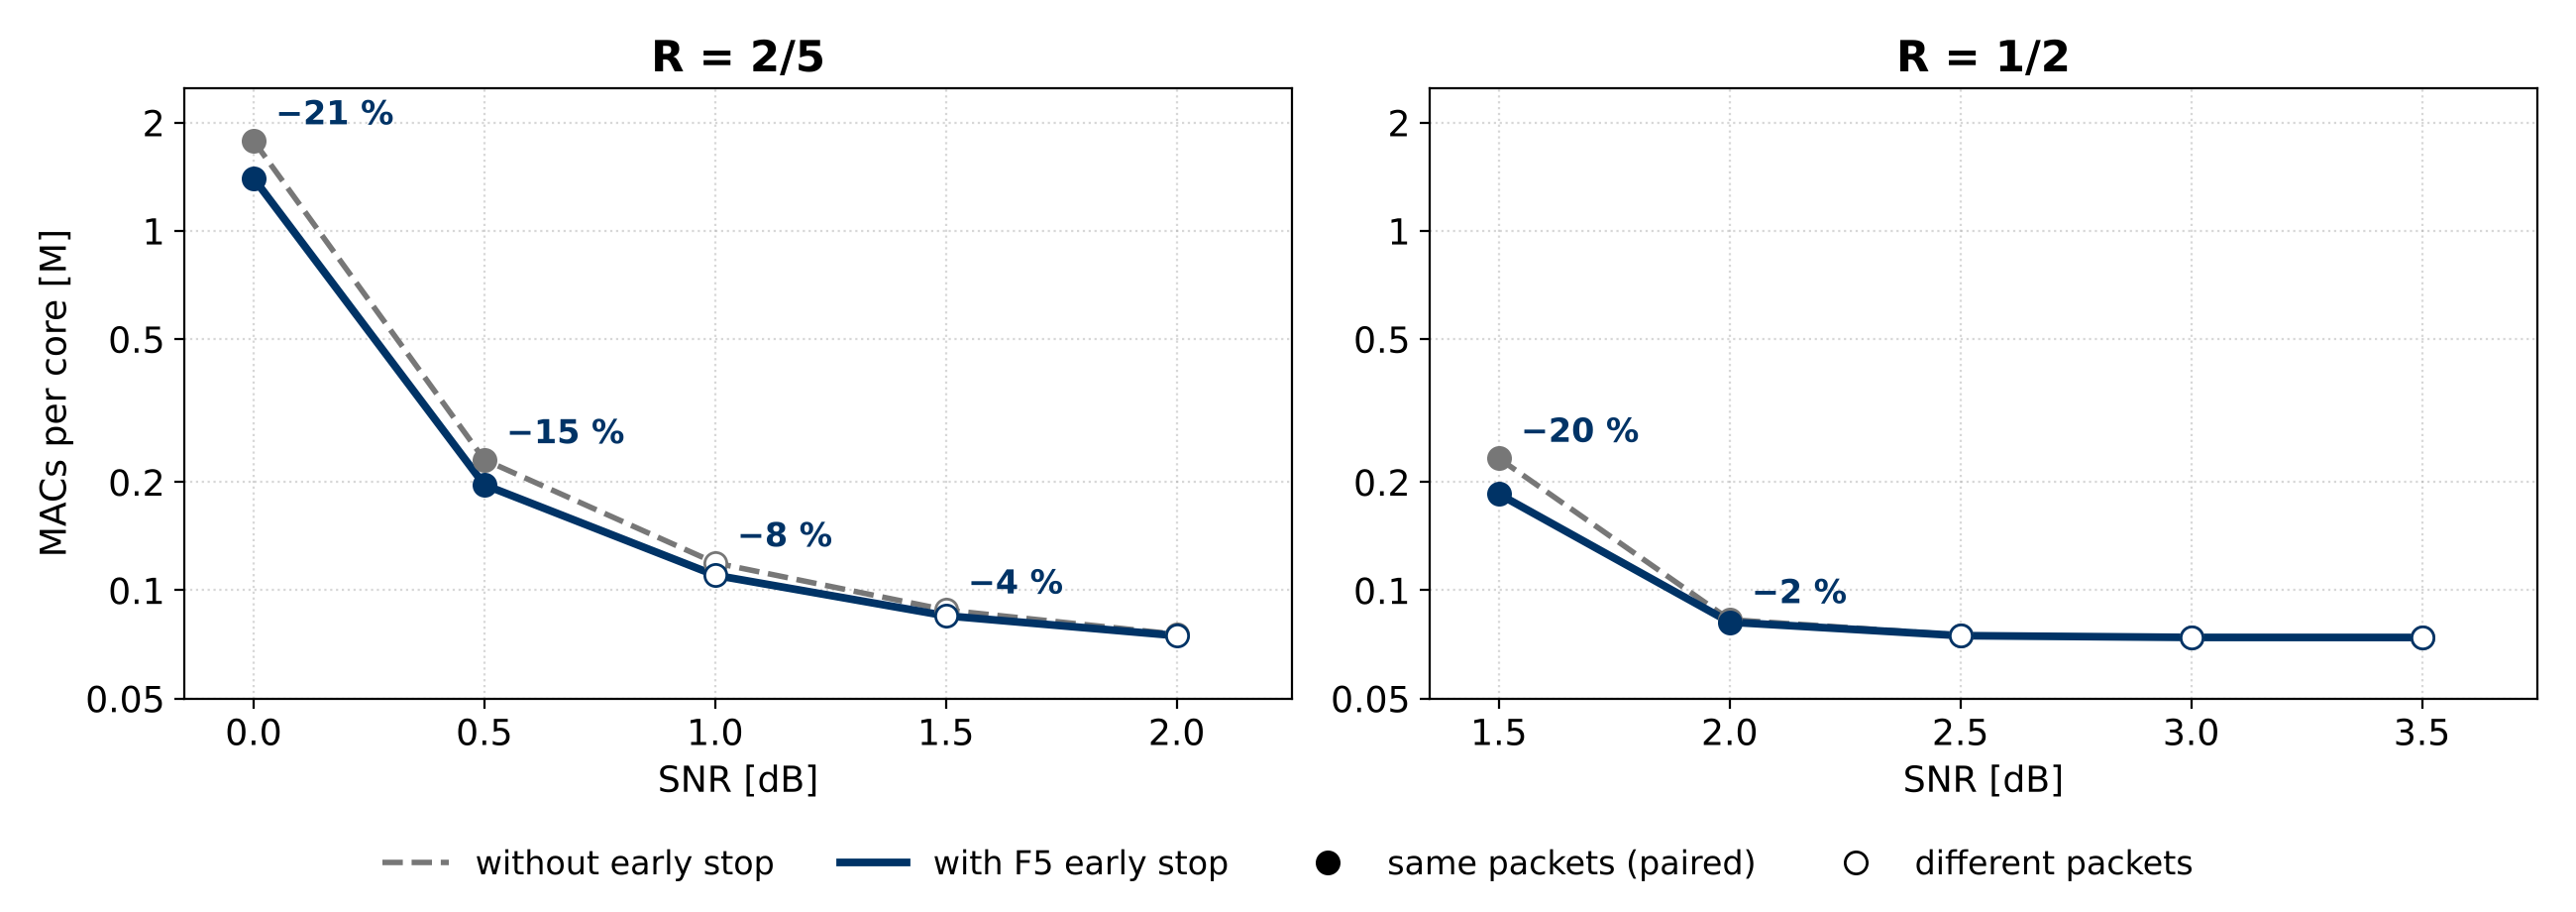 R = 2/5
MACs per core [M]
2
1
0.5
0.2
0.1
0.05
−21 %
−15 %
−8 %
−4 %
0.0 0.5 1.0 1.5 2.0
SNR [dB]
R = 1/2
2
1
0.5
0.2
0.1
0.05
−20 %
−2 %
1.5 2.0 2.5 3.0 3.5
SNR [dB]
without early stop with F5 early stop same packets (paired) different packets